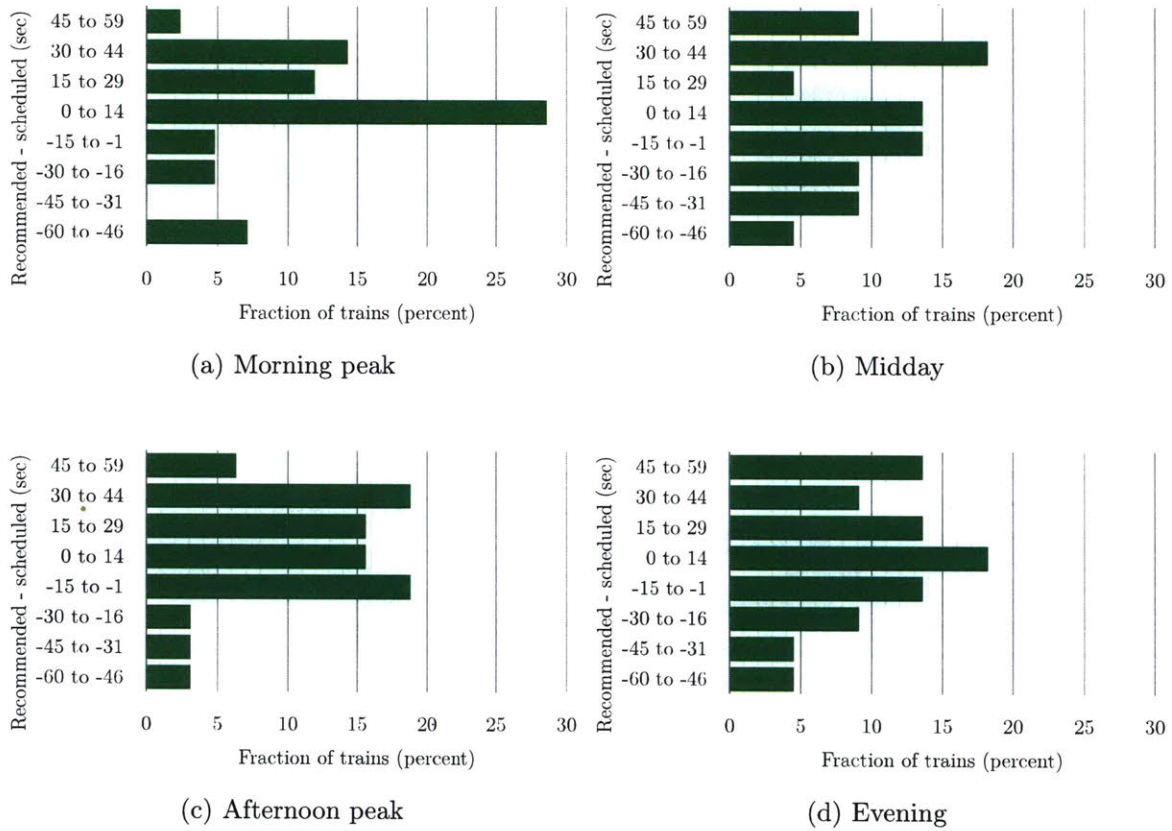 Recommended - scheduled (sec)
45 to 59
30 to 44
15 to 29
0 to 14
-15 to -1
-30 to -16
-45 to -31
-60 to -46
0 5 10 15 20 25 30
Fraction of trains (percent)
(a) Morning peak
Recommended - scheduled (sec)
45 to 59
30 to 44
15 to 29
0 to 14
-15 to -1
-30 to -16
-45 to -31
-60 to -46
0 5 10 15 20 25 30
Fraction of trains (percent)
(b) Midday
Recommended - scheduled (sec)
45 to 59
30 to 44
15 to 29
0 to 14
-15 to -1
-30 to -16
-45 to -31
-60 to -46
0 5 10 15 20 25 30
Fraction of trains (percent)
(c) Afternoon peak
Recommended - scheduled (sec)
45 to 59
30 to 44
15 to 29
0 to 14
-15 to -1
-30 to -16
-45 to -31
-60 to -46
0 5 10 15 20 25 30
Fraction of trains (percent)
(d) Evening